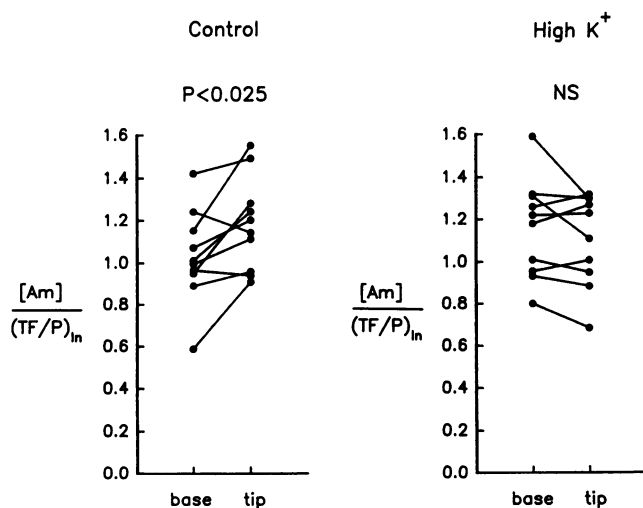 Control
P<0.025
1.6
1.4
1.2
1.0
0.8
0.6
0.4
0.2
0.0
[Am]
(TF/P)In
base tip
High K+
NS
1.6
1.4
1.2
1.0
0.8
0.6
0.4
0.2
0.0
[Am]
(TF/P)In
base tip